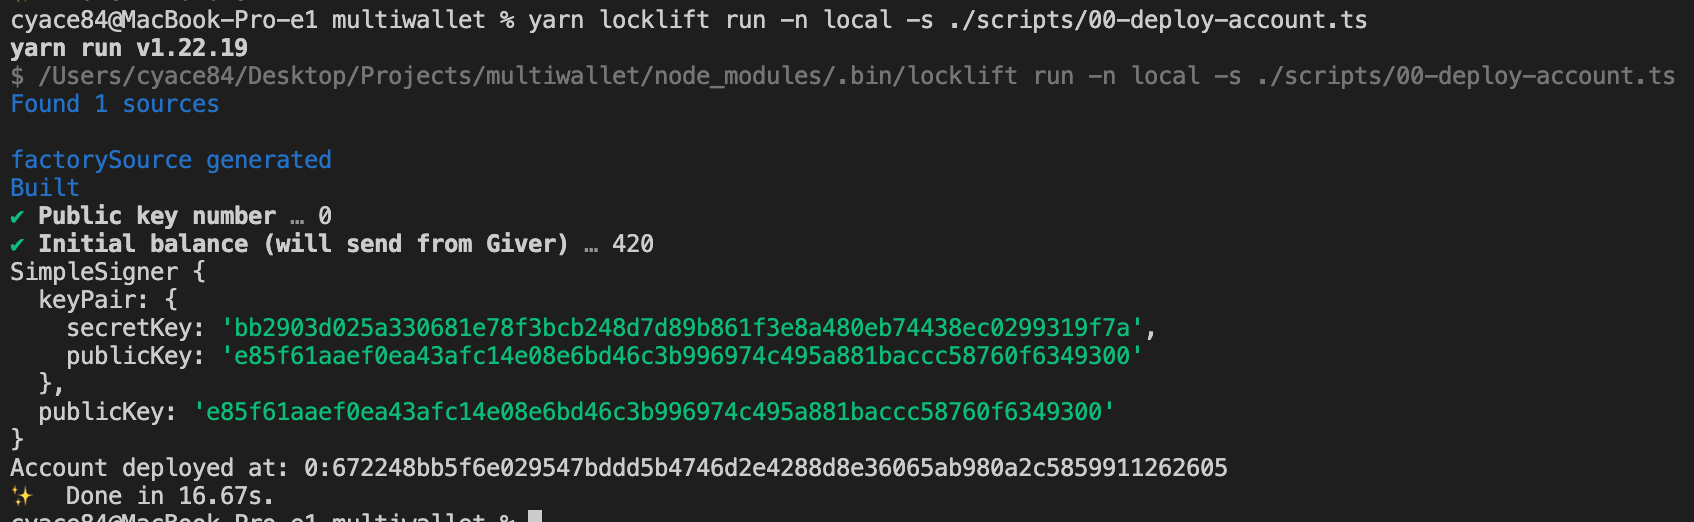 cyace84@MacBook-Pro-e1 multiwallet % yarn locklift run -n local -s ./scripts/00-deploy-account.ts
yarn run v1.22.19
$ /Users/cyace84/Desktop/Projects/multiwallet/node_modules/.bin/locklift run -n local -s ./scripts/00-deploy-account.ts
Found 1 sources
factorySource generated
Built
✔ Public key number … 0
✔ Initial balance (will send from Giver) … 420
SimpleSigner {
keyPair: {
secretKey: 'bb2903d025a330681e78f3bcb248d7d89b861f3e8a480eb74438ec0299319f7a',
publicKey: 'e85f61aaef0ea43afc14e08e6bd46c3b996974c495a881baccc58760f6349300'
},
publicKey: 'e85f61aaef0ea43afc14e08e6bd46c3b996974c495a881baccc58760f6349300'
}
Account deployed at: 0:672248bb5f6e029547bddd5b4746d2e4288d8e36065ab980a2c5859911262605
✨ Done in 16.67s.
cyace84@MacBook-Pro-e1 multiwallet %